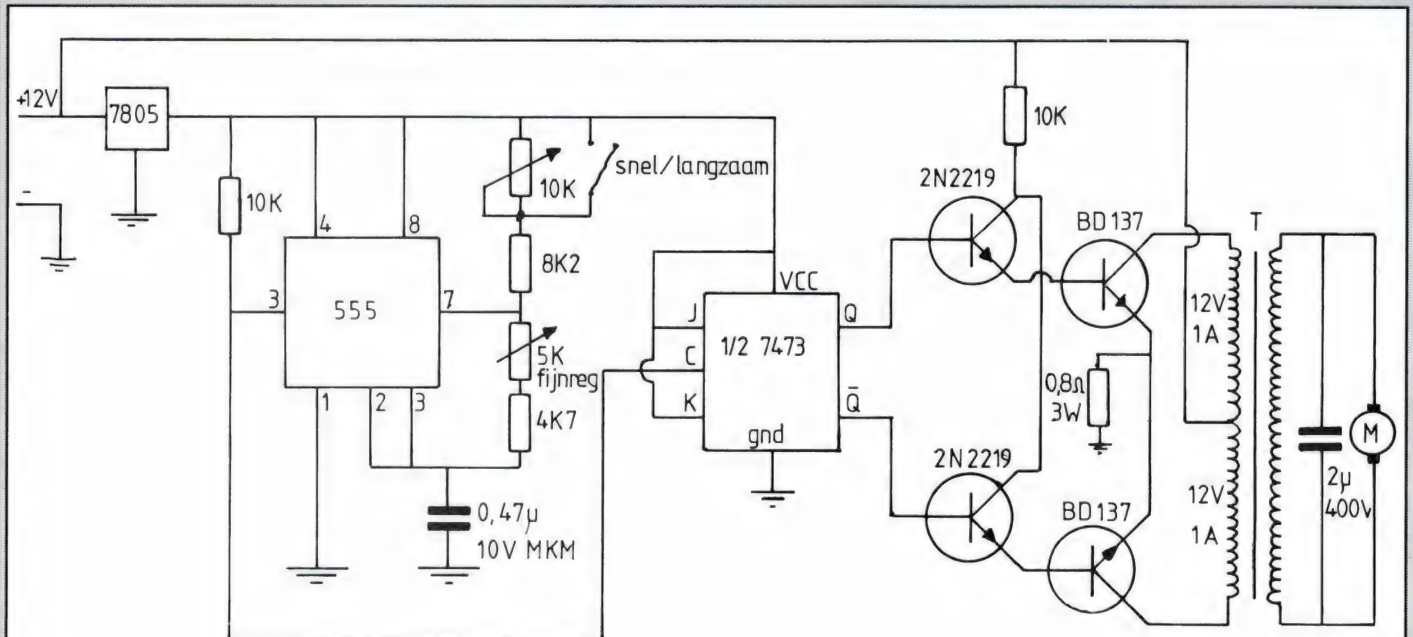 +12V
-
7805
10K
4
8
3
555
7
1
2
3
10K
snel/langzaam
8K2
5K
fijnreg
4K7
0,47µ
10V MKM
J
C
K
VCC
1/2 7473
gnd
Q
Q̄
10K
2N2219
BD 137
0,8Ω
3W
2N2219
BD 137
T
12V
1A
12V
1A
2µ
400V
M